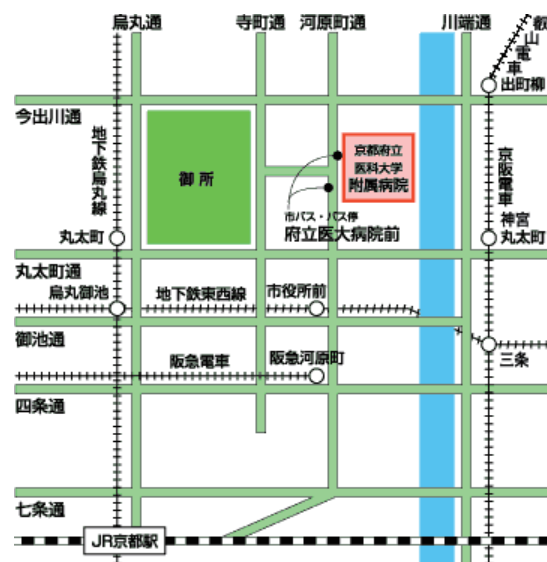 烏丸通
寺町通
河原町通
川端通
叡山電車
出町柳
今出川通
地下鉄烏丸線
御所
京都府立
医科大学
附属病院
京阪電車
市バス・バス停
府立医大病院前
神宮
丸太町
丸太町
丸太町通
烏丸御池
地下鉄東西線
市役所前
御池通
三条
阪急電車
阪急河原町
四条通
七条通
JR京都駅